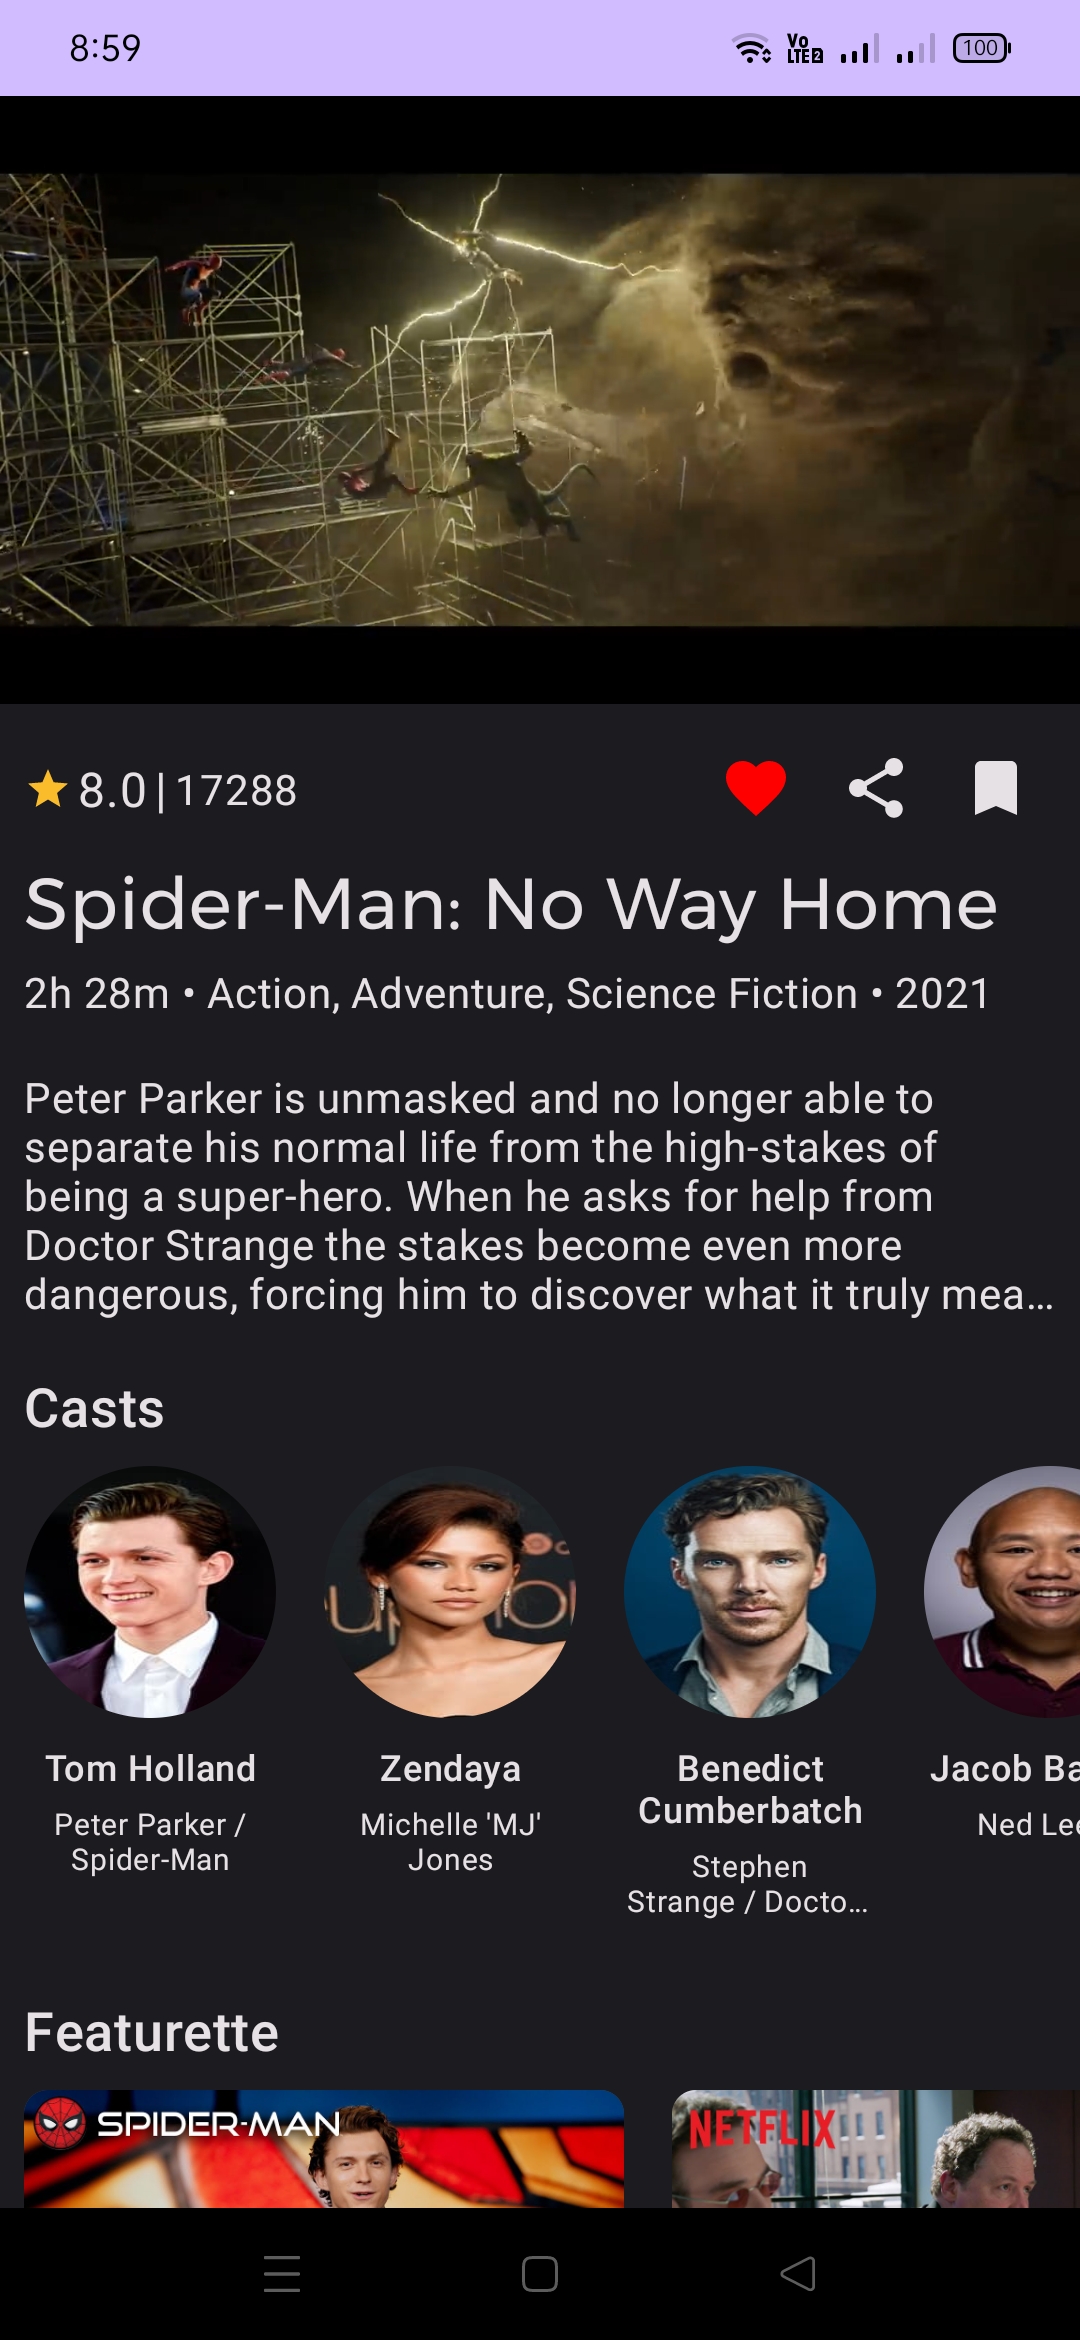 8:59
Vo
LTE 2
100
8.0 | 17288
Spider-Man: No Way Home
2h 28m • Action, Adventure, Science Fiction • 2021
Peter Parker is unmasked and no longer able to
separate his normal life from the high-stakes of
being a super-hero. When he asks for help from
Doctor Strange the stakes become even more
dangerous, forcing him to discover what it truly mea...
Casts
Tom Holland
Peter Parker /
Spider-Man
Zendaya
Michelle 'MJ'
Jones
Benedict
Cumberbatch
Stephen
Strange / Docto...
Jacob Ba
Ned Lee
Featurette
SPIDER-MAN
NETFLIX